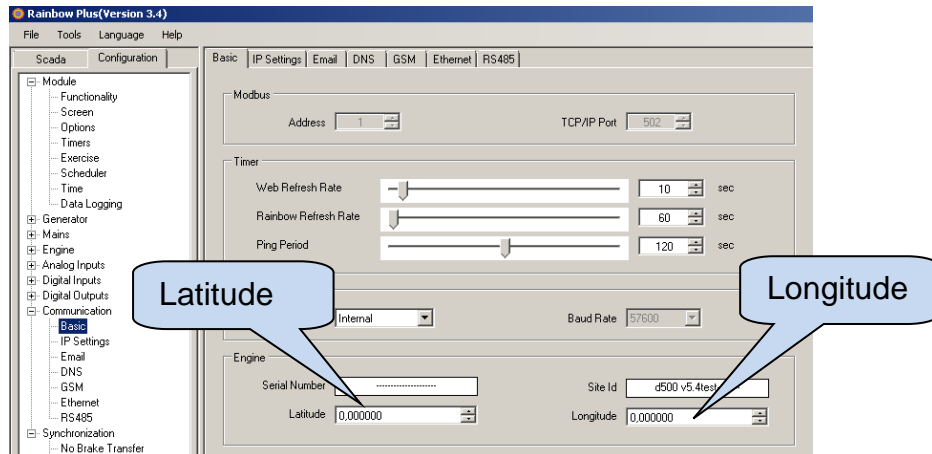 Rainbow Plus(Version 3.4)
File Tools Language Help
Scada Configuration
Module
Functionality
Screen
Options
Timers
Exercise
Scheduler
Time
Data Logging
Generator
Mains
Engine
Analog Inputs
Digital Inputs
Digital Outputs
Communication
Basic
IP Settings
Email
DNS
GSM
Ethernet
RS485
Synchronization
No Brake Transfer
Basic IP Settings Email DNS GSM Ethernet RS485
Modbus
Address 1 TCP/IP Port 502
Timer
Web Refresh Rate 10 sec
Rainbow Refresh Rate 60 sec
Ping Period 120 sec
Latitude
Longitude
Internal Baud Rate 57600
Engine
Serial Number -------------------- Site Id d500 v5.4test
Latitude 0,000000 Longitude 0,000000